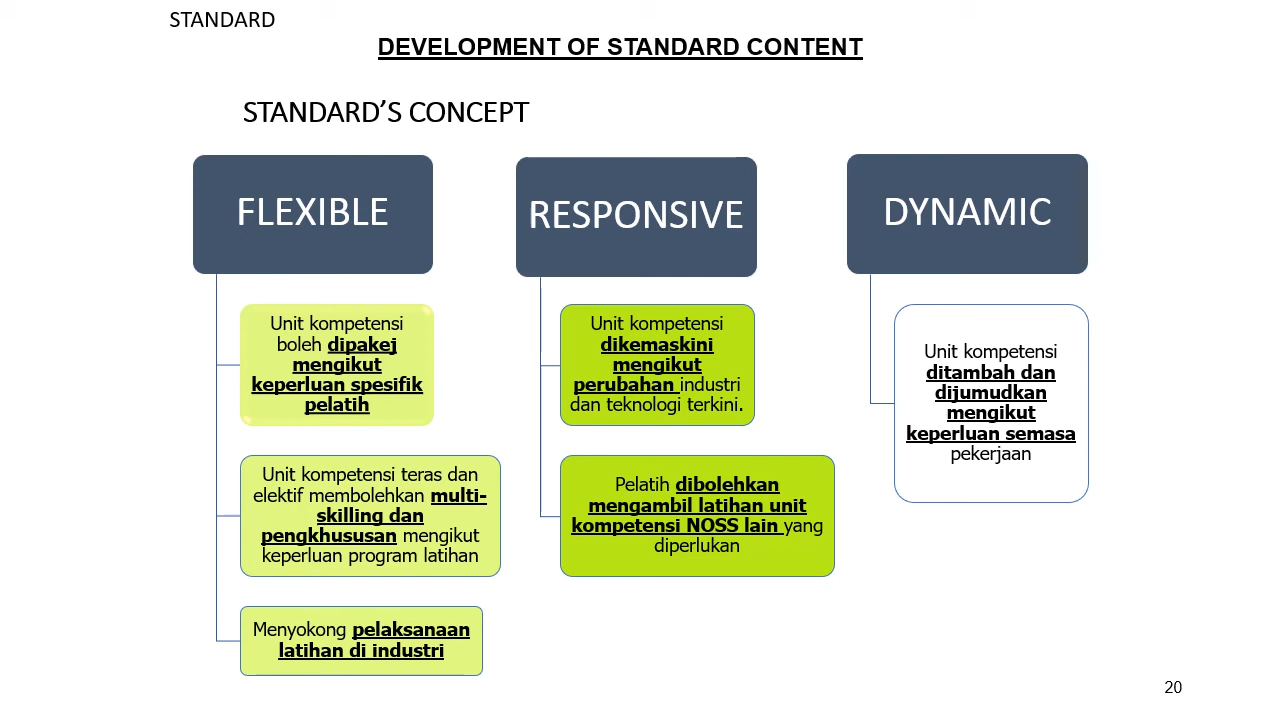 STANDARD
DEVELOPMENT OF STANDARD CONTENT
STANDARD’S CONCEPT
FLEXIBLE
Unit kompetensi
boleh dipakej
mengikut
keperluan spesifik
pelatih
Unit kompetensi teras dan
elektif membolehkan multi-
skilling dan
pengkhususan mengikut
keperluan program latihan
Menyokong pelaksanaan
latihan di industri
RESPONSIVE
Unit kompetensi
dikemaskini
mengikut
perubahan industri
dan teknologi terkini.
Pelatih dibolehkan
mengambil latihan unit
kompetensi NOSS lain yang
diperlukan
DYNAMIC
Unit kompetensi
ditambah dan
dijumudkan
mengikut
keperluan semasa
pekerjaan
20